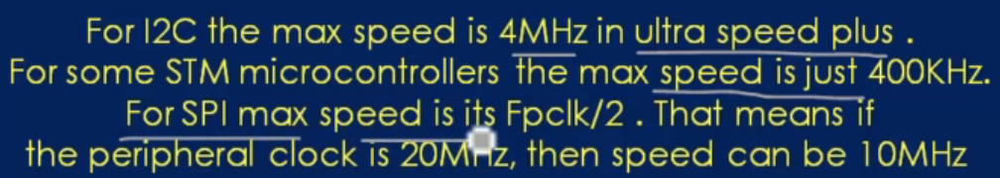 For I2C the max speed is 4MHz in ultra speed plus .
For some STM microcontrollers the max speed is just 400KHz.
For SPI max speed is its Fpclk/2 . That means if
the peripheral clock is 20MHz, then speed can be 10MHz